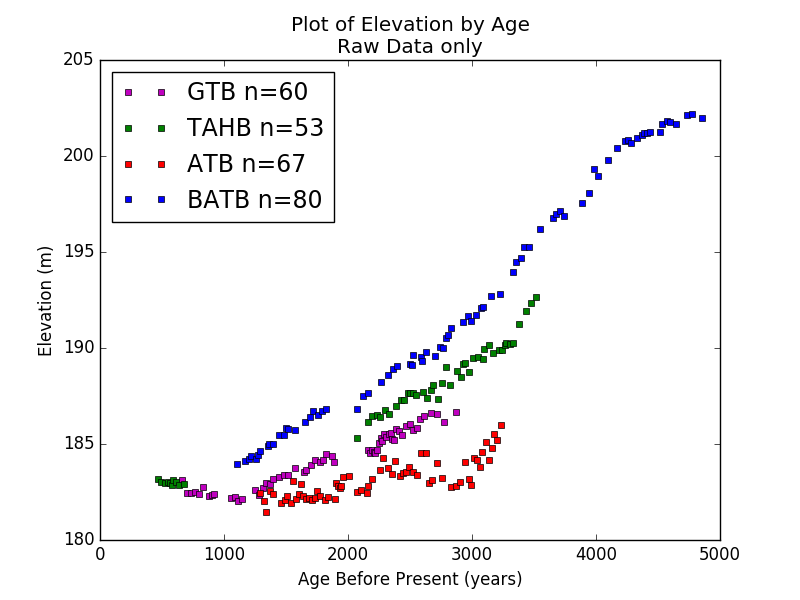 Plot of Elevation by Age
Raw Data only
GTB n=60
TAHB n=53
ATB n=67
BATB n=80
205
200
195
190
185
180
Elevation (m)
0 1000 2000 3000 4000 5000
Age Before Present (years)